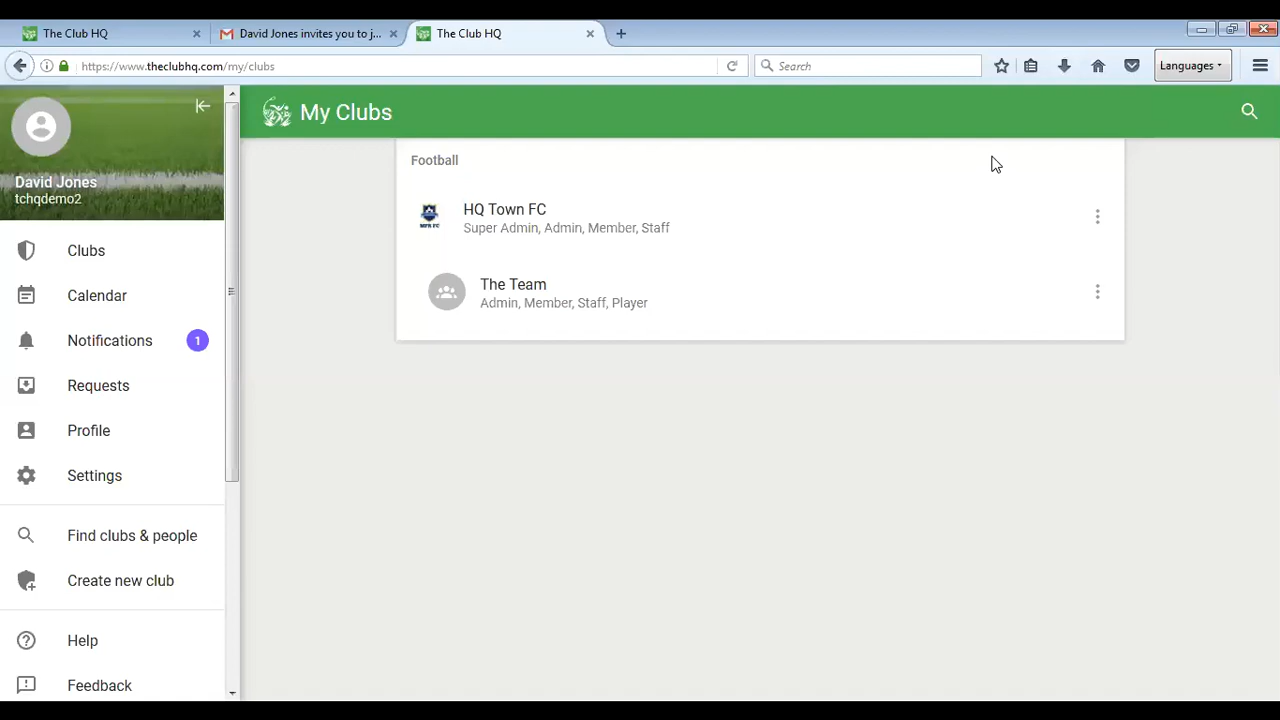 The Club HQ
David Jones invites you to j...
The Club HQ
https://www.theclubhq.com/my/clubs
Search
Languages
David Jones
tchqdemo2
Clubs
Calendar
Notifications 1
Requests
Profile
Settings
Find clubs & people
Create new club
Help
Feedback
My Clubs
Football
MPR FC
HQ Town FC
Super Admin, Admin, Member, Staff
The Team
Admin, Member, Staff, Player